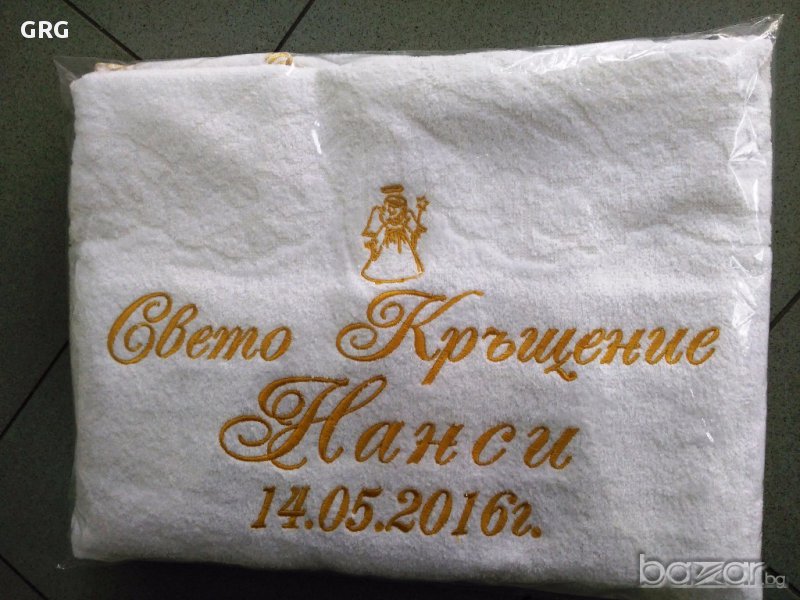 GRG
Свето Кръщение
Нанси
14.05.2016г.
bazar.bg